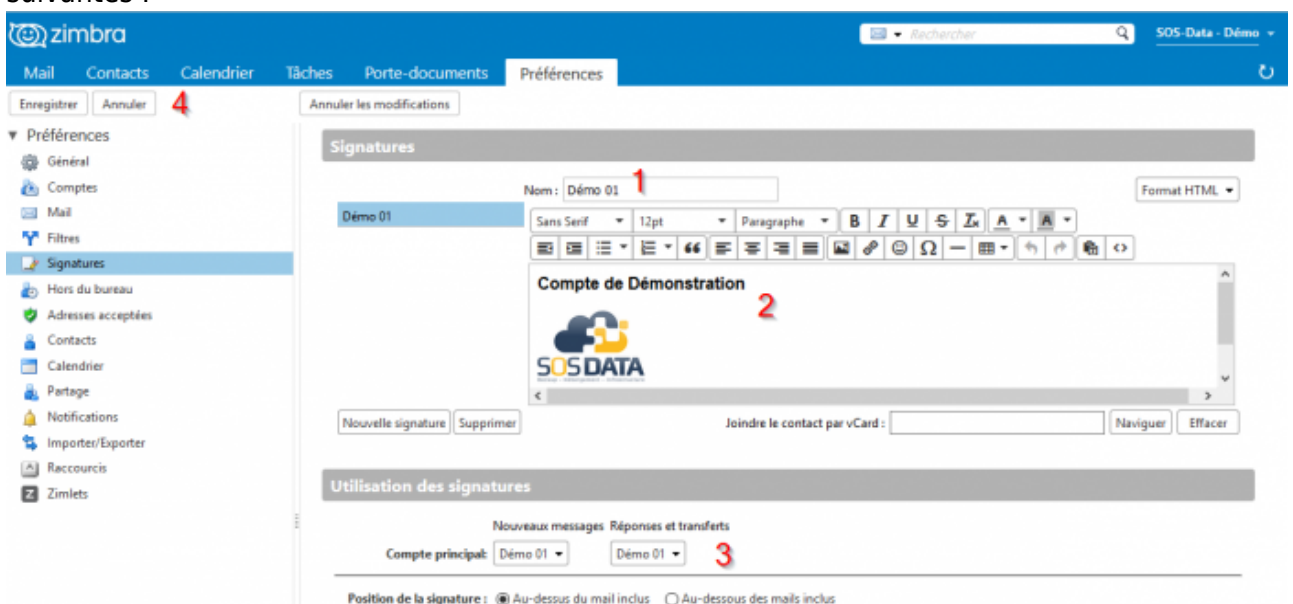 suivantes :
zimbra
Rechercher
SOS-Data - Démo
Mail Contacts Calendrier Tâches Porte-documents Préférences
Enregistrer Annuler 4 Annuler les modifications
Préférences
Général
Comptes
Mail
Filtres
Signatures
Hors du bureau
Adresses acceptées
Contacts
Calendrier
Partage
Notifications
Importer/Exporter
Raccourcis
Z Zimlets
Signatures
Nom : Démo 01 1 Format HTML
Démo 01
Sans Serif 12pt Paragraphe B I U S Ix A A
Compte de Démonstration
2
SOS DATA
Nouvelle signature Supprimer Joindre le contact par vCard : Naviguer Effacer
Utilisation des signatures
Nouveaux messages Réponses et transferts
Compte principal: Démo 01 Démo 01 3
Position de la signature : Au-dessus du mail inclus Au-dessous des mails inclus